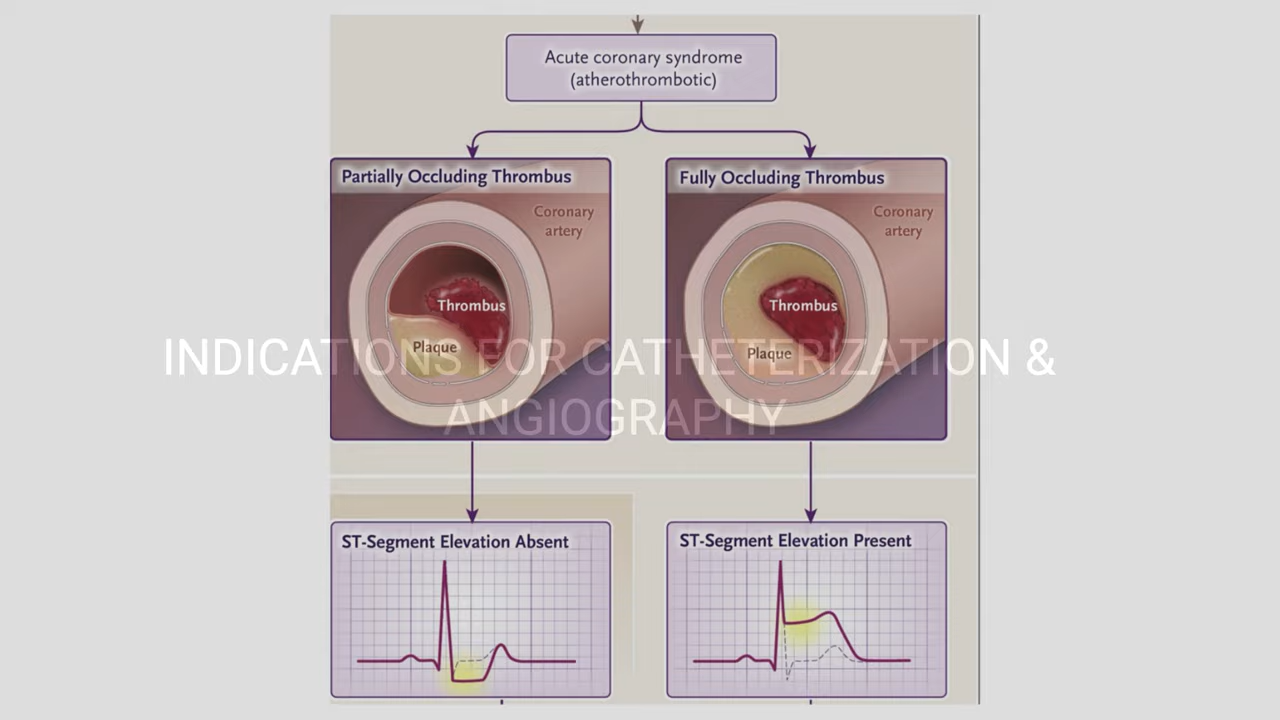 Acute coronary syndrome
(atherothrombotic)
Partially Occluding Thrombus
Coronary
artery
Thrombus
Plaque
Fully Occluding Thrombus
Coronary
artery
Thrombus
Plaque
INDICATIONS FOR CATHETERIZATION &
ANGIOGRAPHY
ST-Segment Elevation Absent
ST-Segment Elevation Present